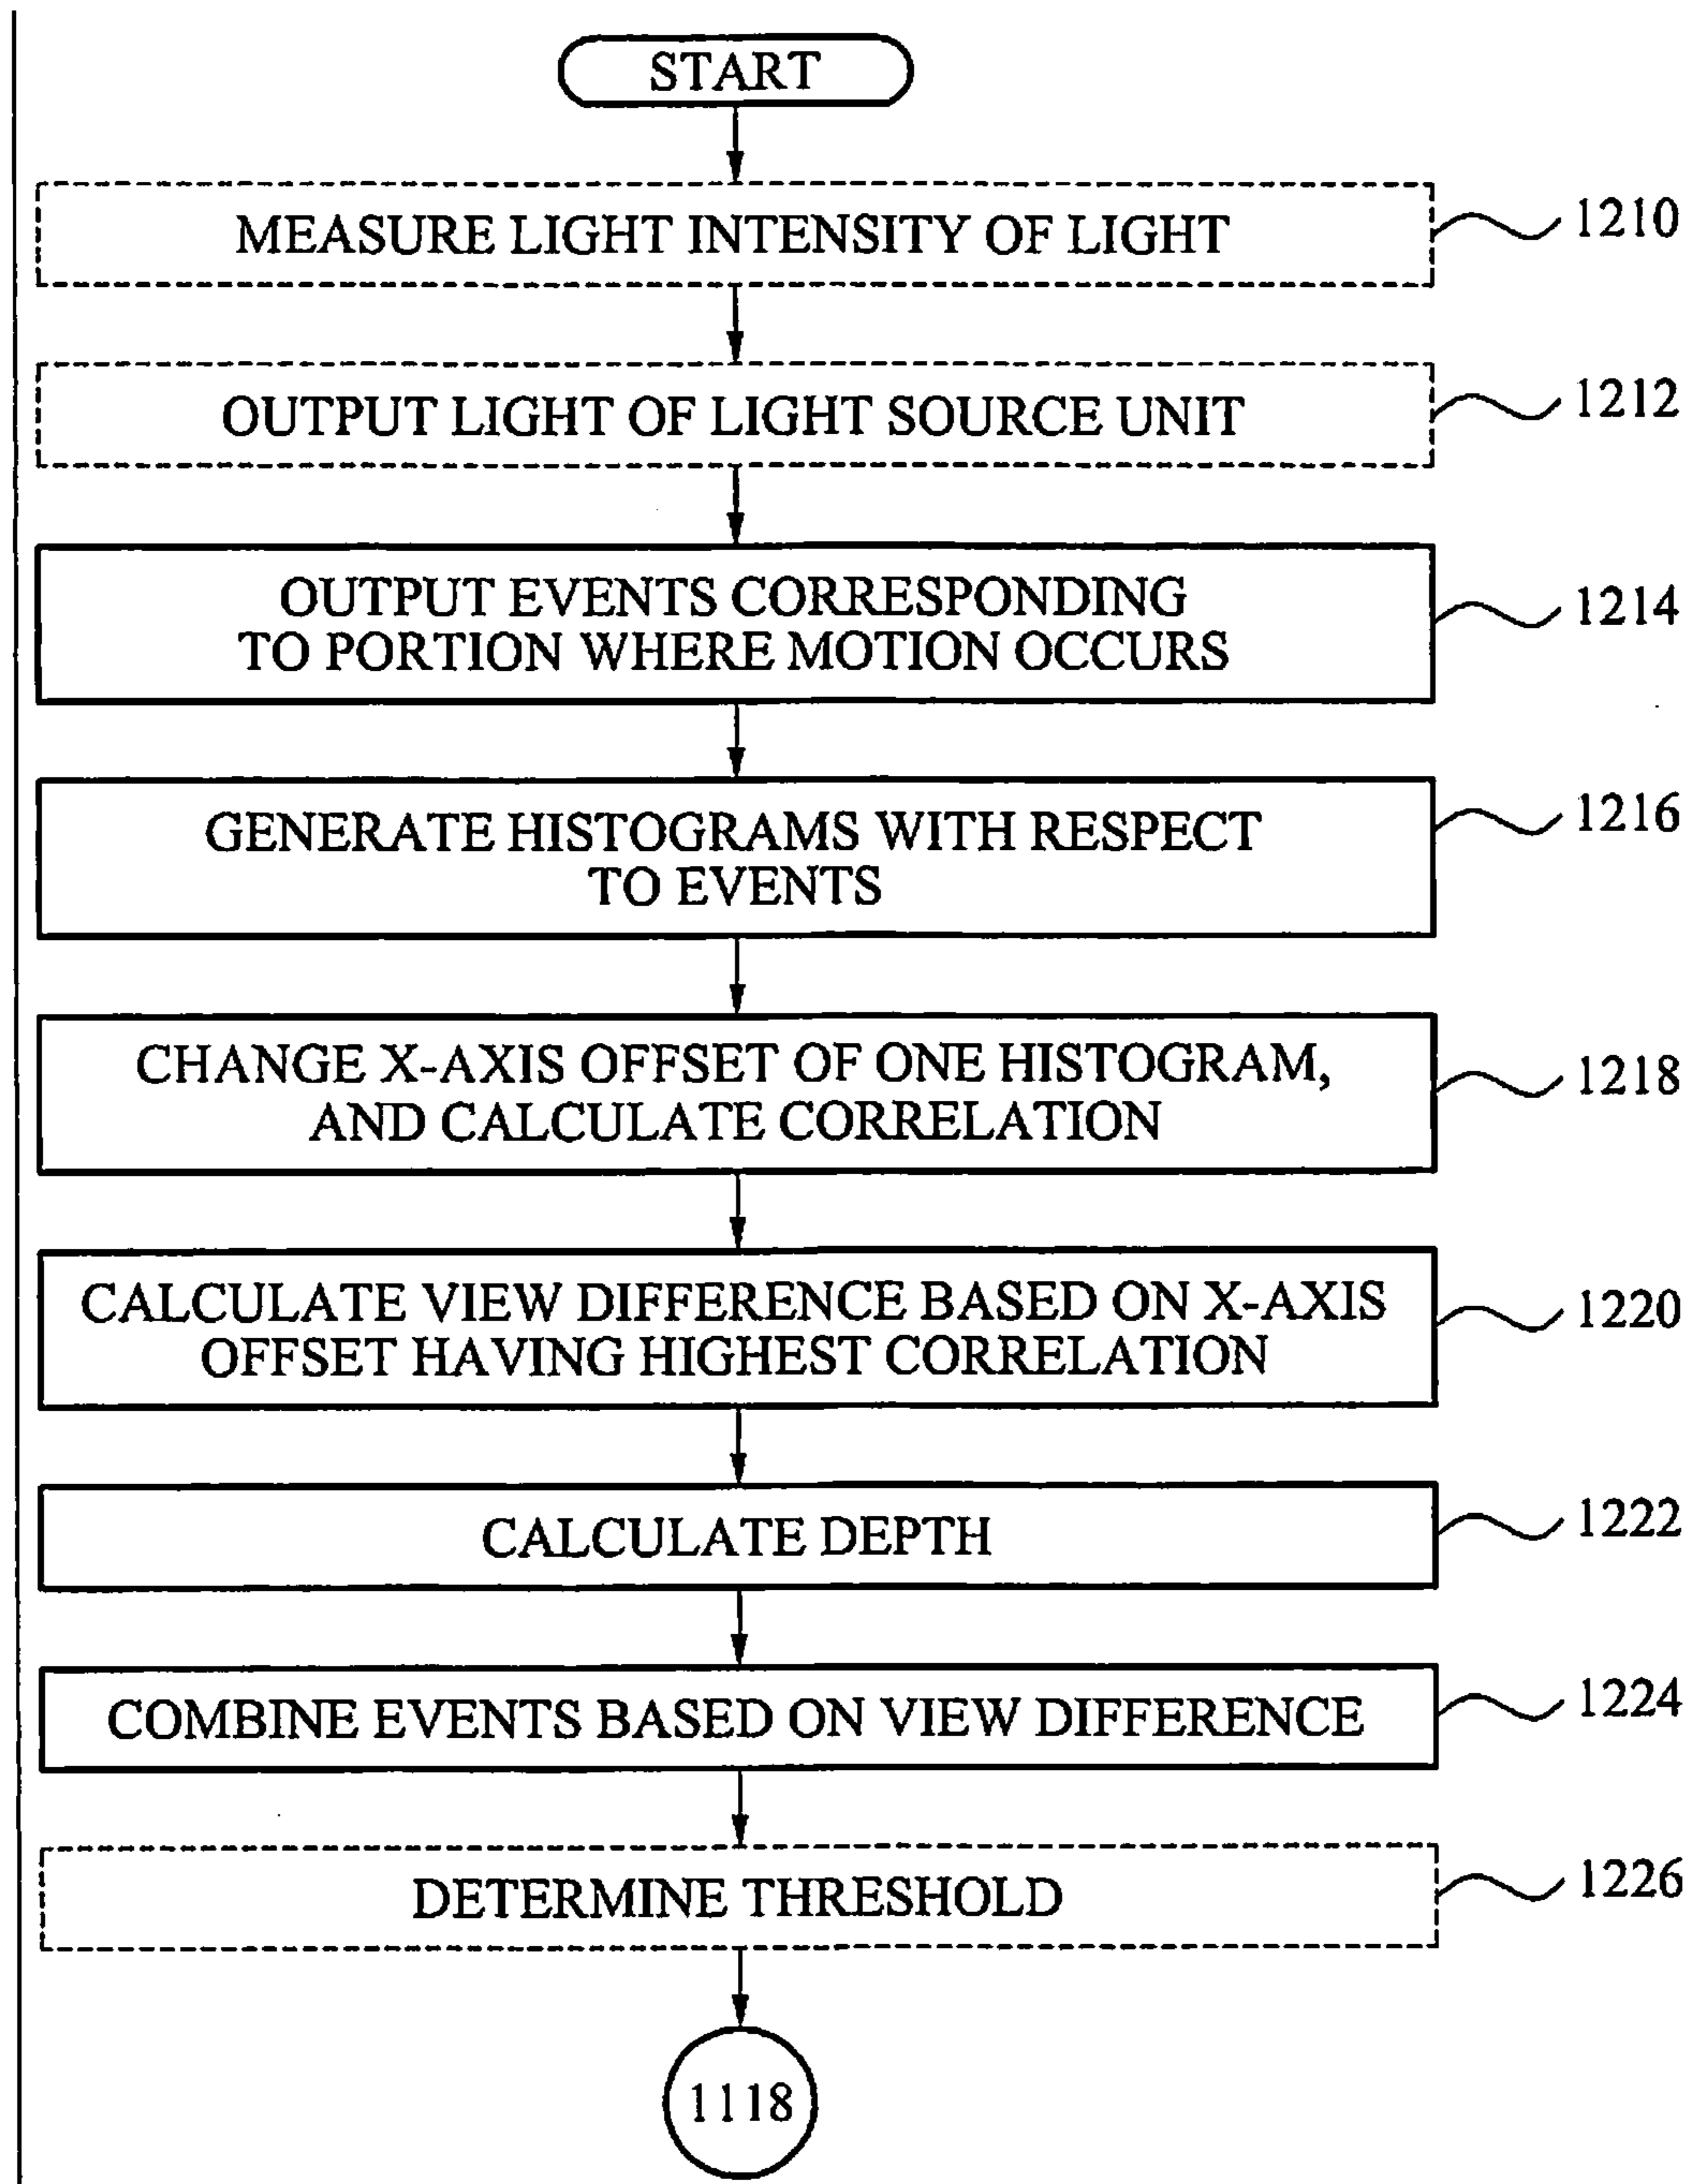 START
MEASURE LIGHT INTENSITY OF LIGHT
1210
OUTPUT LIGHT OF LIGHT SOURCE UNIT
1212
OUTPUT EVENTS CORRESPONDING
TO PORTION WHERE MOTION OCCURS
1214
GENERATE HISTOGRAMS WITH RESPECT
TO EVENTS
1216
CHANGE X-AXIS OFFSET OF ONE HISTOGRAM,
AND CALCULATE CORRELATION
1218
CALCULATE VIEW DIFFERENCE BASED ON X-AXIS
OFFSET HAVING HIGHEST CORRELATION
1220
CALCULATE DEPTH
1222
COMBINE EVENTS BASED ON VIEW DIFFERENCE
1224
DETERMINE THRESHOLD
1226
1118